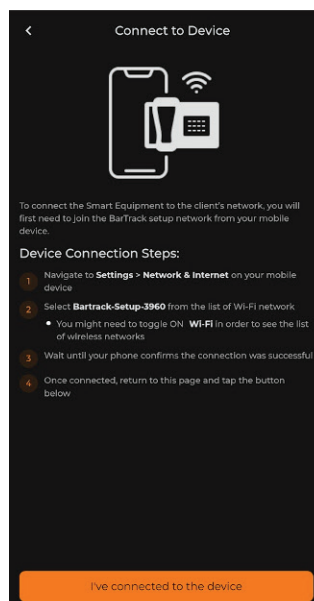 Connect to Device
To connect the Smart Equipment to the client's network, you will
first need to join the BarTrack setup network from your mobile
device.
Device Connection Steps:
1 Navigate to Settings > Network & Internet on your mobile
device
2 Select Bartrack-Setup-3960 from the list of Wi-Fi network
• You might need to toggle ON Wi-Fi in order to see the list
of wireless networks
3 Wait until your phone confirms the connection was successful
4 Once connected, return to this page and tap the button
below
I've connected to the device